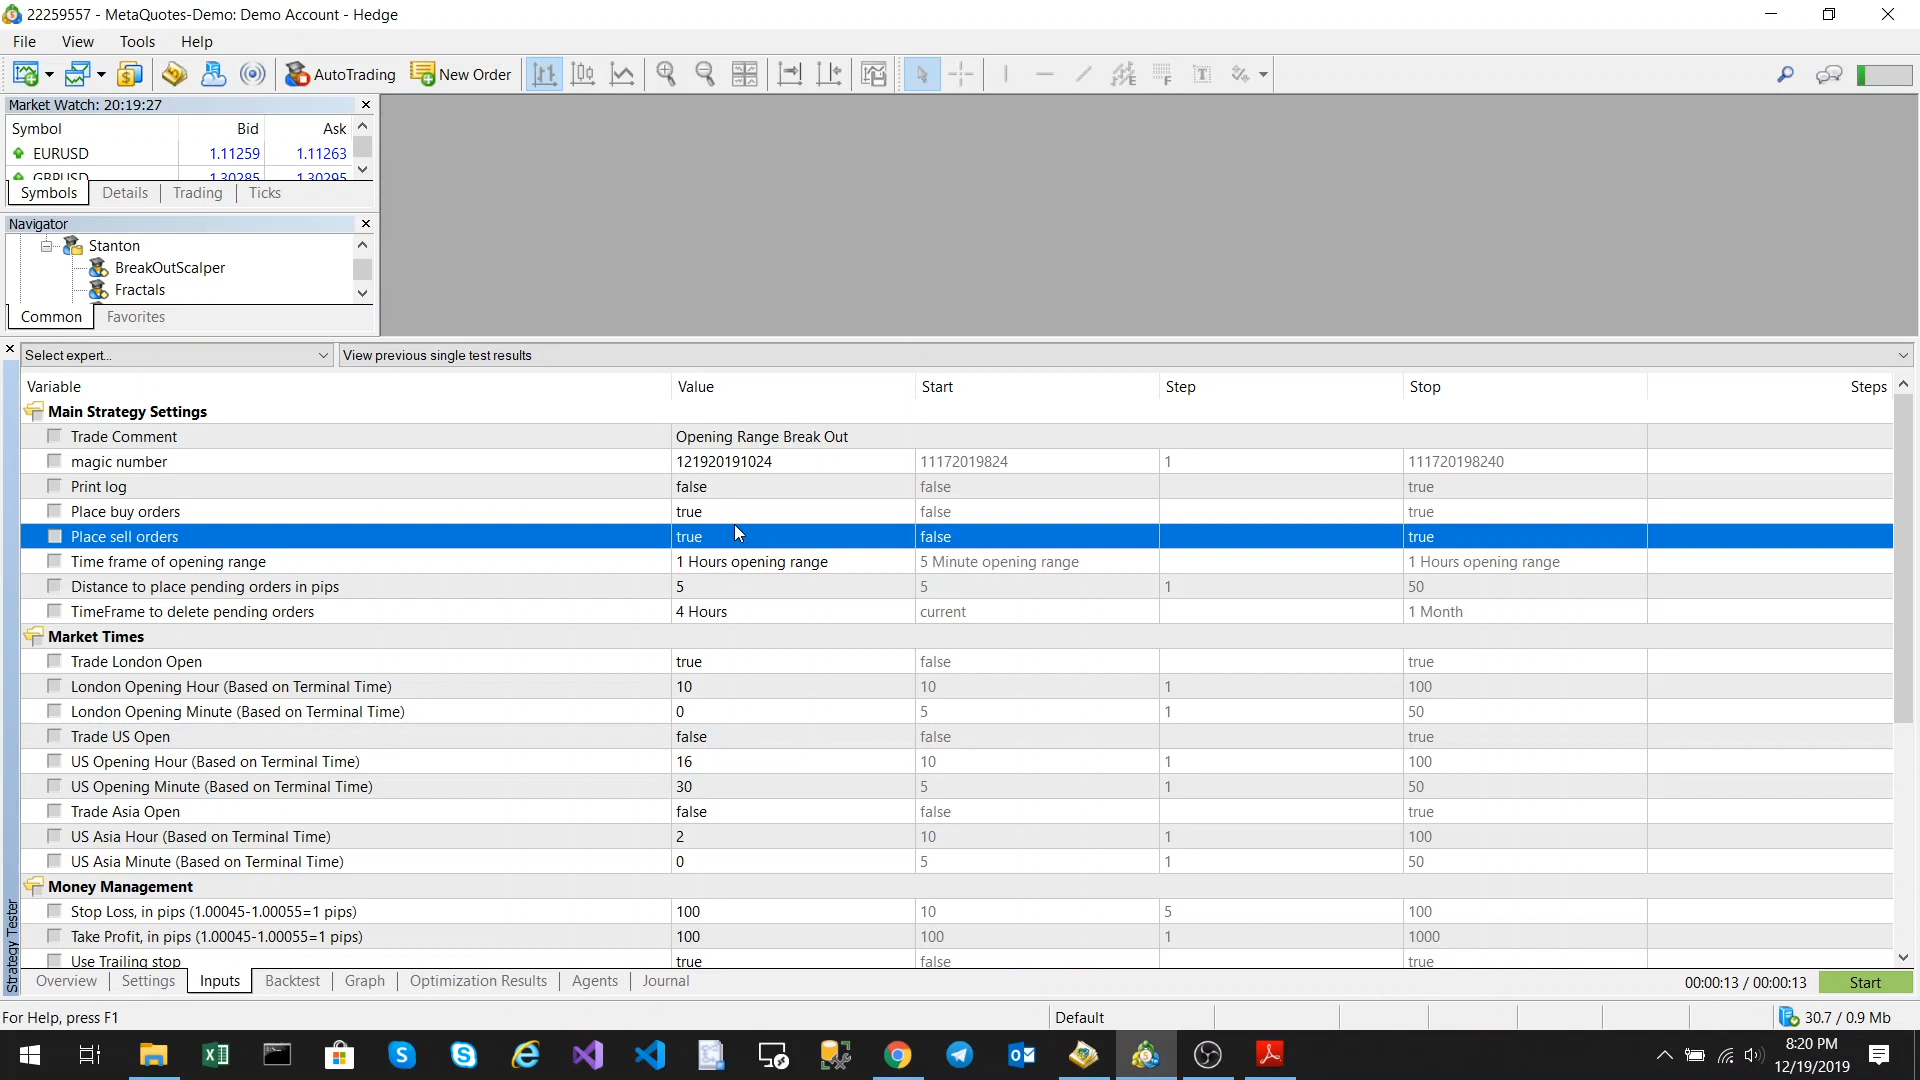 22259557 - MetaQuotes-Demo: Demo Account - Hedge
File View Tools Help
AutoTrading New Order
Market Watch: 20:19:27
Symbol Bid Ask
EURUSD 1.11259 1.11263
GBPUSD 1.30285 1.30295
Symbols Details Trading Ticks
Navigator
Stanton
BreakOutScalper
Fractals
Common Favorites
Select expert... View previous single test results
Variable Value Start Step Stop Steps
Main Strategy Settings
Trade Comment Opening Range Break Out
magic number 121920191024 11172019824 1 111720198240
Print log false false true
Place buy orders true false true
Place sell orders true false true
Time frame of opening range 1 Hours opening range 5 Minute opening range 1 Hours opening range
Distance to place pending orders in pips 5 5 1 50
TimeFrame to delete pending orders 4 Hours current 1 Month
Market Times
Trade London Open true false true
London Opening Hour (Based on Terminal Time) 10 10 1 100
London Opening Minute (Based on Terminal Time) 0 5 1 50
Trade US Open false false true
US Opening Hour (Based on Terminal Time) 16 10 1 100
US Opening Minute (Based on Terminal Time) 30 5 1 50
Trade Asia Open false false true
US Asia Hour (Based on Terminal Time) 2 10 1 100
US Asia Minute (Based on Terminal Time) 0 5 1 50
Money Management
Stop Loss, in pips (1.00045-1.00055=1 pips) 100 10 5 100
Take Profit, in pips (1.00045-1.00055=1 pips) 100 100 1 1000
Use Trailing stop true false true
Strategy Tester
Overview Settings Inputs Backtest Graph Optimization Results Agents Journal 00:00:13 / 00:00:13 Start
For Help, press F1 Default 30.7 / 0.9 Mb
8:20 PM
12/19/2019